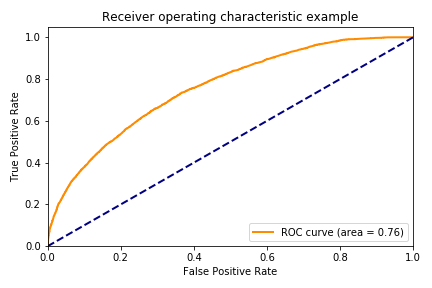 Receiver operating characteristic example
True Positive Rate
1.0
0.8
0.6
0.4
0.2
0.0
ROC curve (area = 0.76)
0.0 0.2 0.4 0.6 0.8 1.0
False Positive Rate